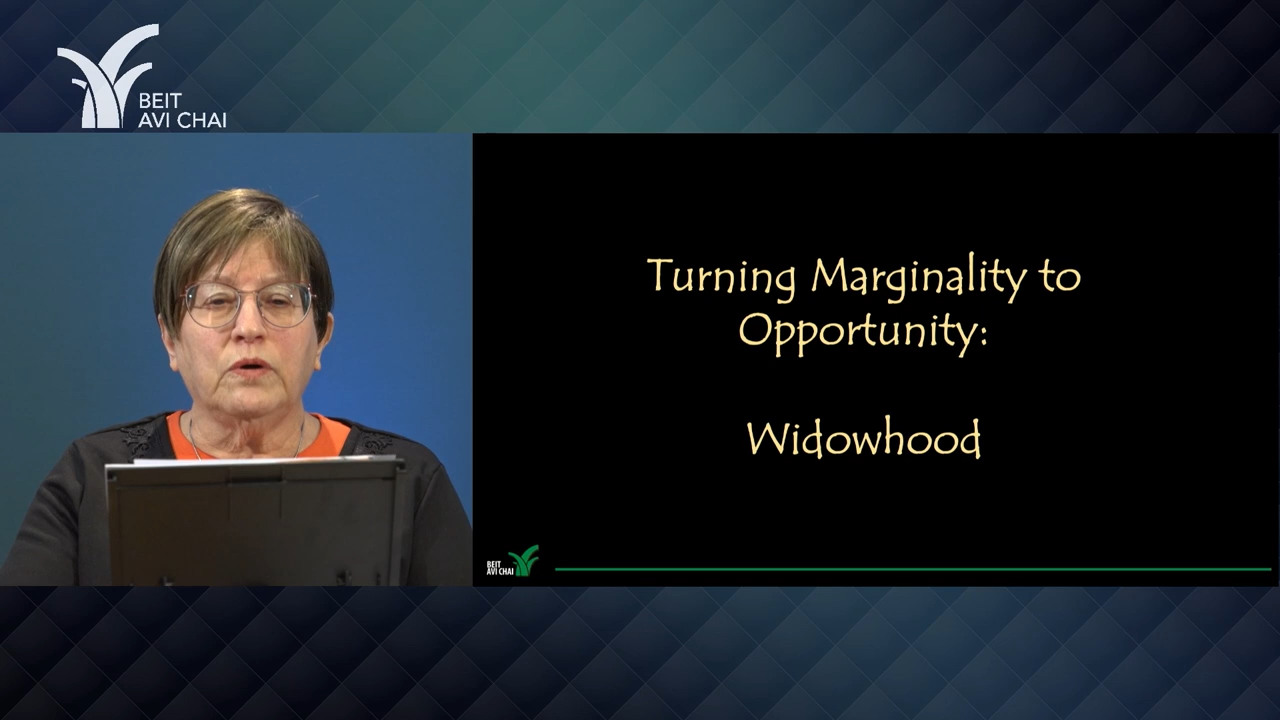 BEIT
AVI CHAI
Turning Marginality to
Opportunity:
Widowhood
BEIT
AVI CHAI